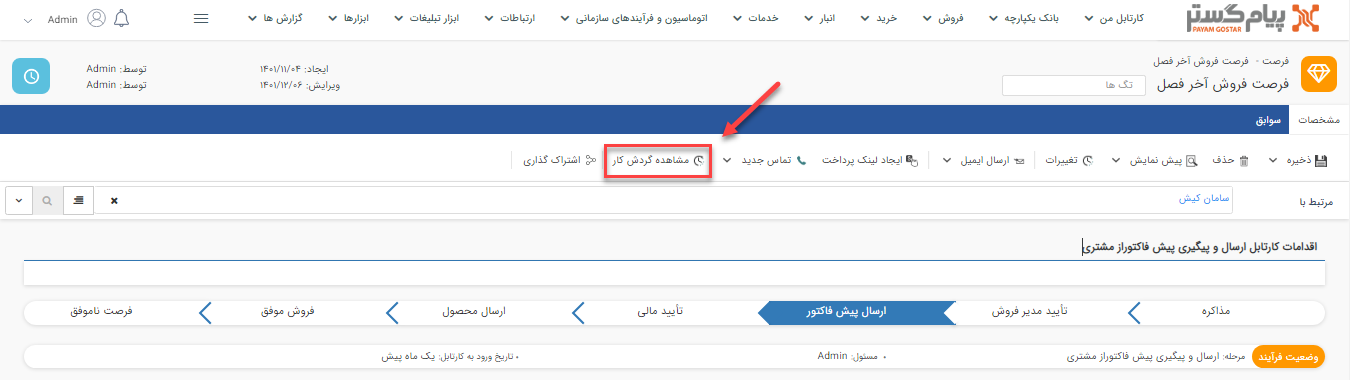 پیام گستر
PAYAM GOSTAR
کارتابل من
بانک یکپارچه
خرید
فروش
انبار
خدمات
اتوماسیون و فرآیندهای سازمانی
ارتباطات
ابزار تبلیغات
ابزارها
گزارش ها
Admin
فرصت - فرصت فروش آخر فصل
فرصت فروش آخر فصل
تگ ها
ایجاد: ۱۴۰۱/۱۱/۰۴
توسط: Admin
ویرایش: ۱۴۰۱/۱۲/۰۶
توسط: Admin
مشخصات
سوابق
ذخیره
حذف
پیش نمایش
تغییرات
ارسال ایمیل
ایجاد لینک پرداخت
تماس جدید
مشاهده گردش کار
اشتراک گذاری
مرتبط با
سامان کیش
اقدامات کارتابل ارسال و پیگیری پیش فاکتوراز مشتری
مذاکره
تأیید مدیر فروش
ارسال پیش فاکتور
تأیید مالی
ارسال محصول
فروش موفق
فرصت ناموفق
وضعیت فرآیند
مرحله: ارسال و پیگیری پیش فاکتوراز مشتری
• مسئول: Admin
• تاریخ ورود به کارتابل: یک ماه پیش